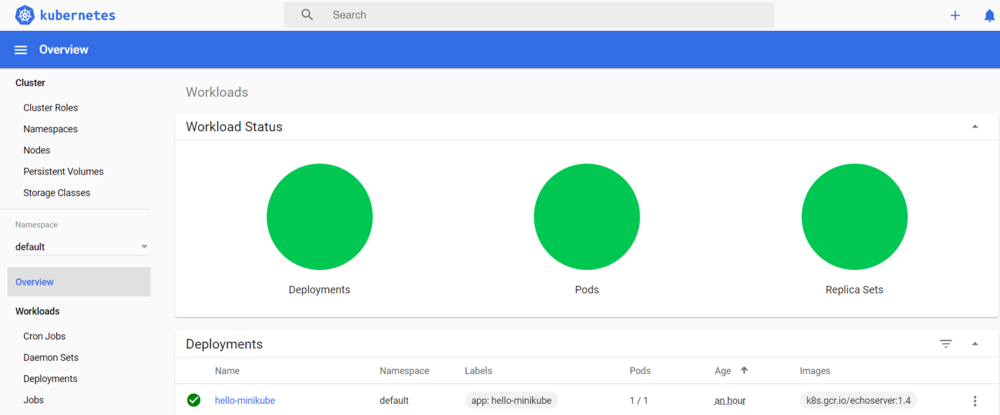 kubernetes
Search
Overview
Cluster
Cluster Roles
Namespaces
Nodes
Persistent Volumes
Storage Classes
Namespace
default
Overview
Workloads
Cron Jobs
Daemon Sets
Deployments
Jobs
Workloads
Workload Status
Deployments Pods Replica Sets
Deployments
Name Namespace Labels Pods Age Images
hello-minikube default app: hello-minikube 1 / 1 an hour k8s.gcr.io/echoserver:1.4